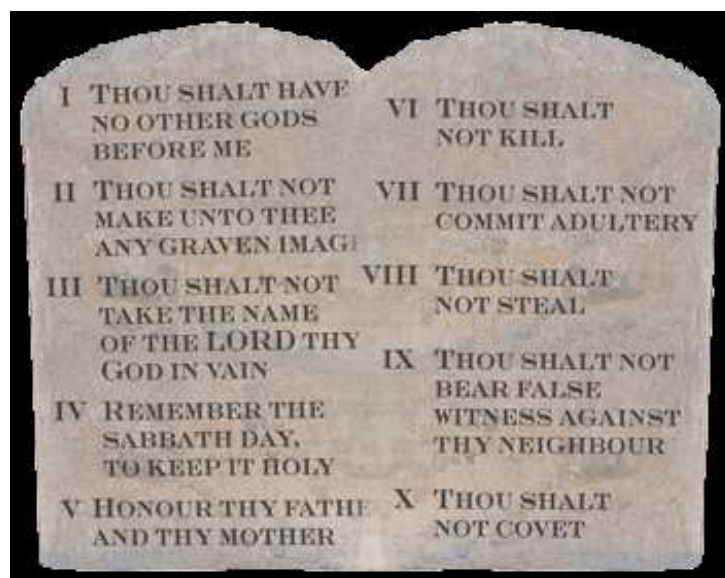 I THOU SHALT HAVE
NO OTHER GODS
BEFORE ME
II THOU SHALT NOT
MAKE UNTO THEE
ANY GRAVEN IMAGE
III THOU SHALT NOT
TAKE THE NAME
OF THE LORD THY
GOD IN VAIN
IV REMEMBER THE
SABBATH DAY,
TO KEEP IT HOLY
V HONOUR THY FATHE
AND THY MOTHER
VI THOU SHALT
NOT KILL
VII THOU SHALT NOT
COMMIT ADULTERY
VIII THOU SHALT
NOT STEAL
IX THOU SHALT NOT
BEAR FALSE
WITNESS AGAINST
THY NEIGHBOUR
X THOU SHALT
NOT COVET